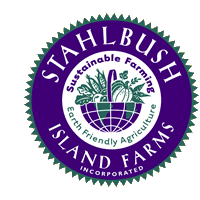 STAHLBUSH
Sustainable Farming
Earth Friendly Agriculture
ISLAND FARMS
INCORPORATED